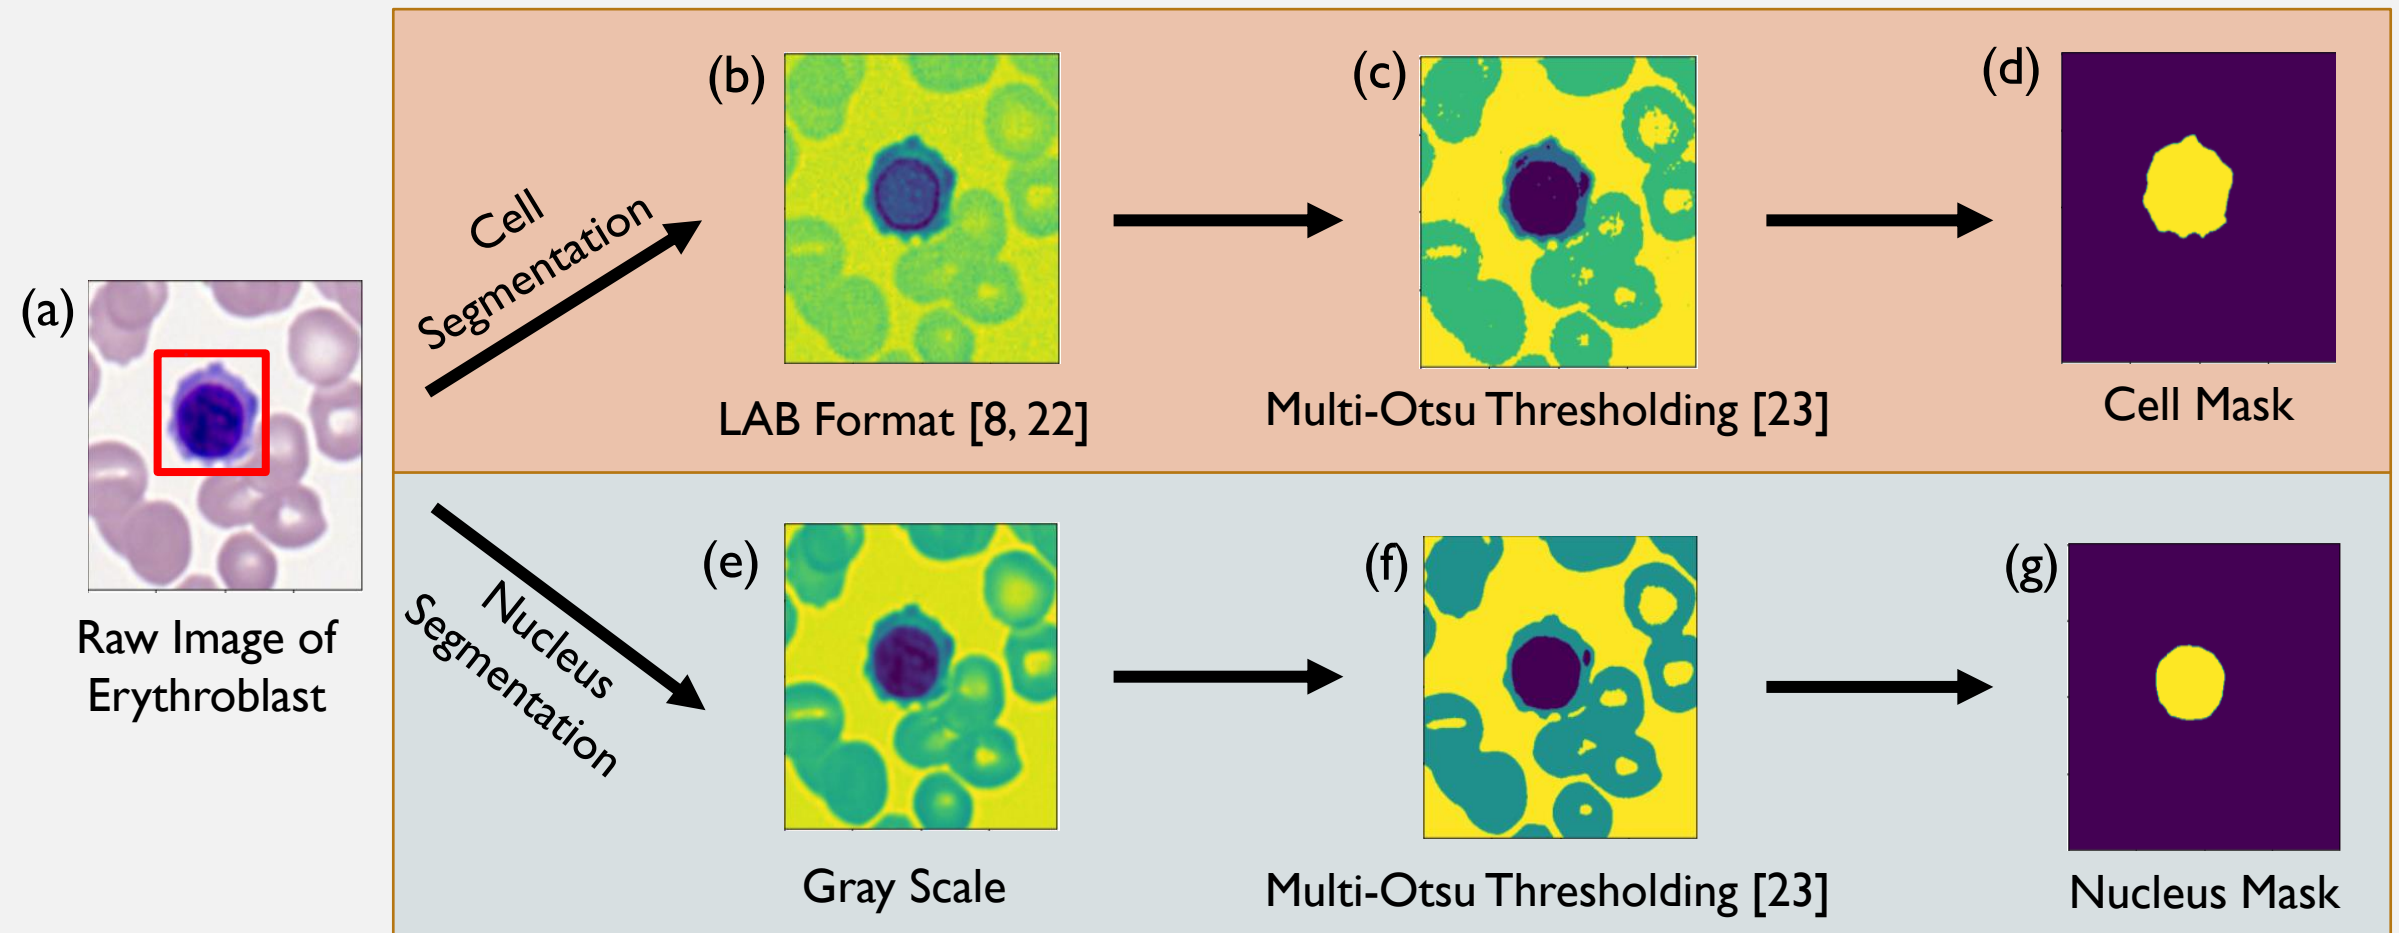 (a)
Raw Image of
Erythroblast
Cell
Segmentation
(b)
LAB Format [8, 22]
(c)
Multi-Otsu Thresholding [23]
(d)
Cell Mask
Nucleus
Segmentation
(e)
Gray Scale
(f)
Multi-Otsu Thresholding [23]
(g)
Nucleus Mask